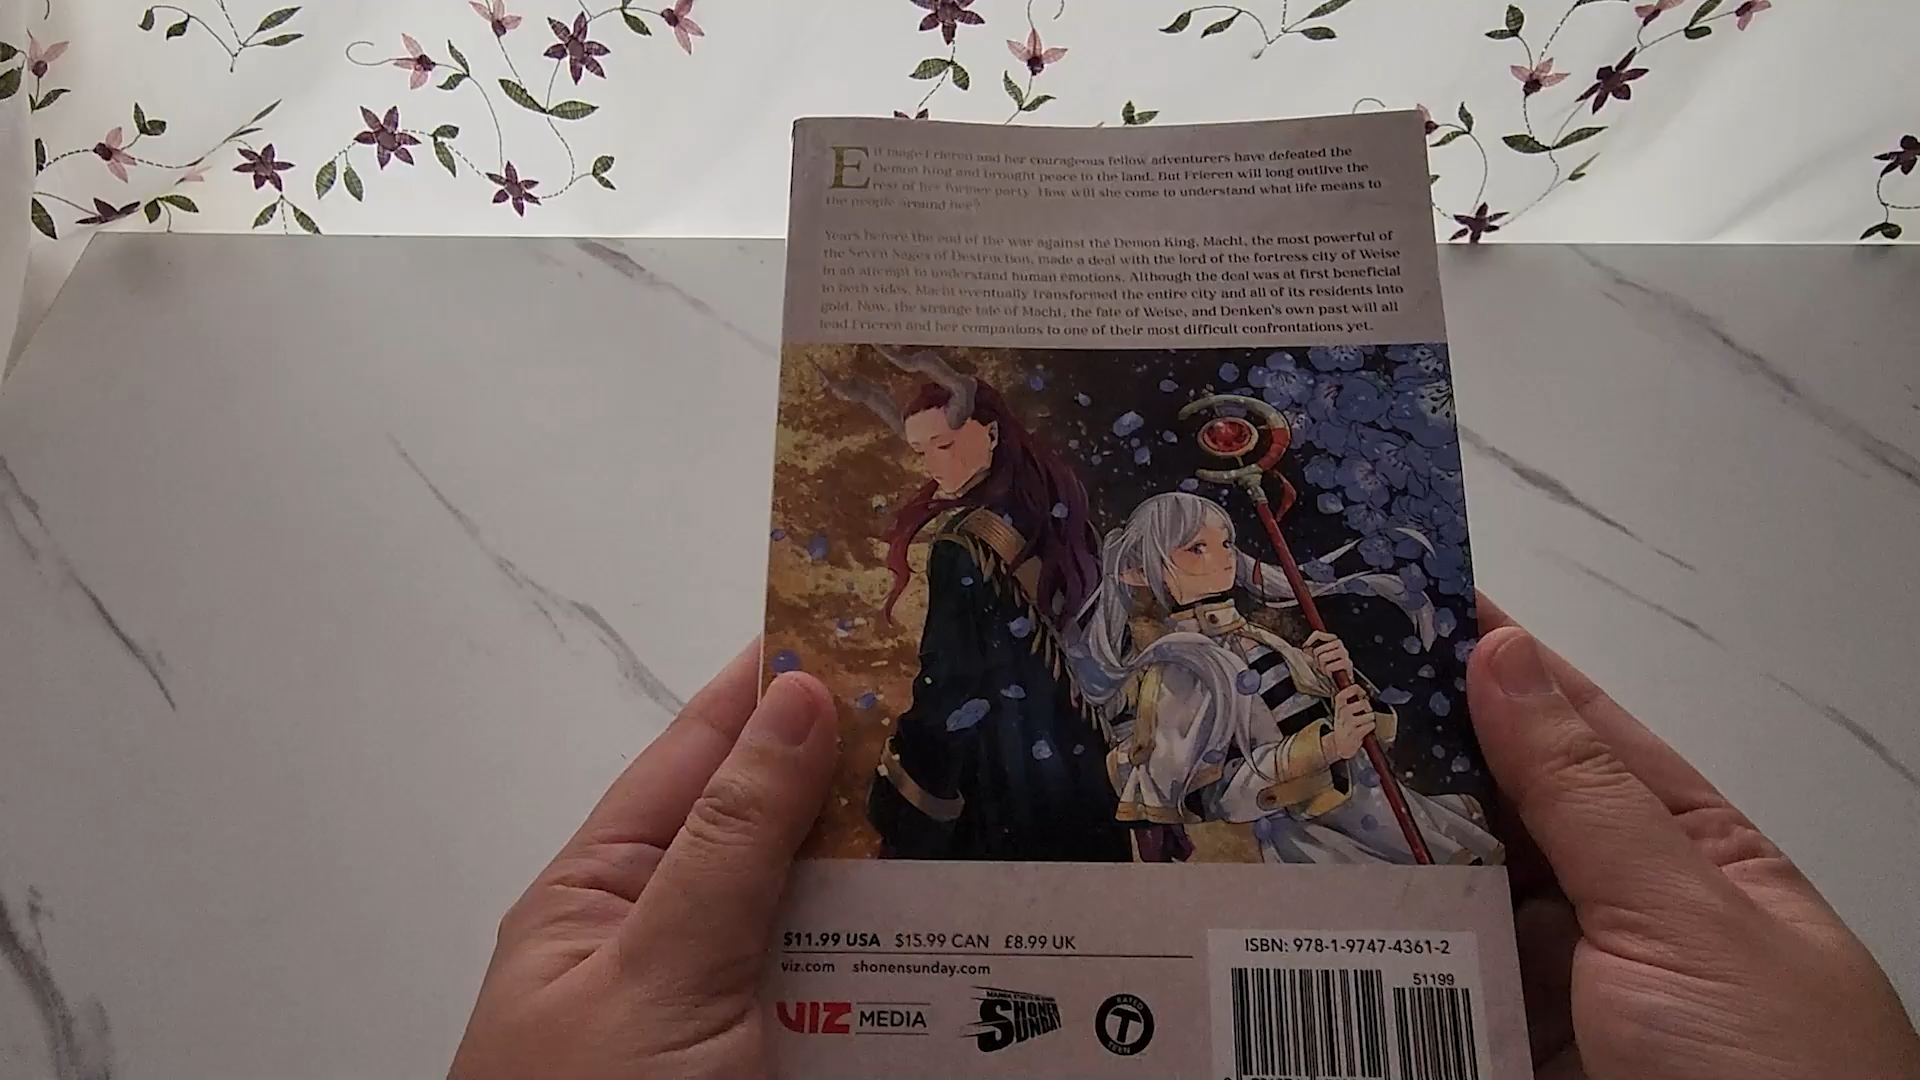 Elf mage Frieren and her courageous fellow adventurers have defeated the
Demon King and brought peace to the land. But Frieren will long outlive the
rest of her former party. How will she come to understand what life means to
the people around her?
Years before the end of the war against the Demon King, Macht, the most powerful of
the Seven Sages of Destruction, made a deal with the lord of the fortress city of Weise
in an attempt to understand human emotions. Although the deal was at first beneficial
to both sides, Macht eventually transformed the entire city and all of its residents into
gold. Now, the strange tale of Macht, the fate of Weise, and Denken's own past will all
lead Frieren and her companions to one of their most difficult confrontations yet.
$11.99 USA $15.99 CAN £8.99 UK
viz.com shonensunday.com
VIZ MEDIA
SHONEN
SUNDAY
RATED
T
TEEN
ISBN: 978-1-9747-4361-2
51199